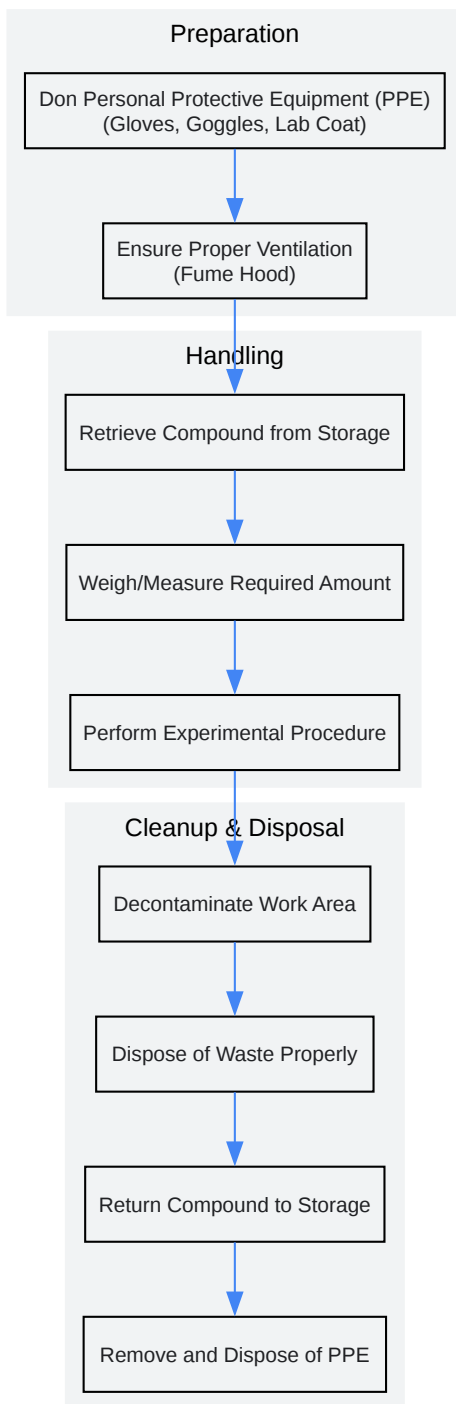 Preparation
Don Personal Protective Equipment (PPE)
(Gloves, Goggles, Lab Coat)
Ensure Proper Ventilation
(Fume Hood)
Handling
Retrieve Compound from Storage
Weigh/Measure Required Amount
Perform Experimental Procedure
Cleanup & Disposal
Decontaminate Work Area
Dispose of Waste Properly
Return Compound to Storage
Remove and Dispose of PPE